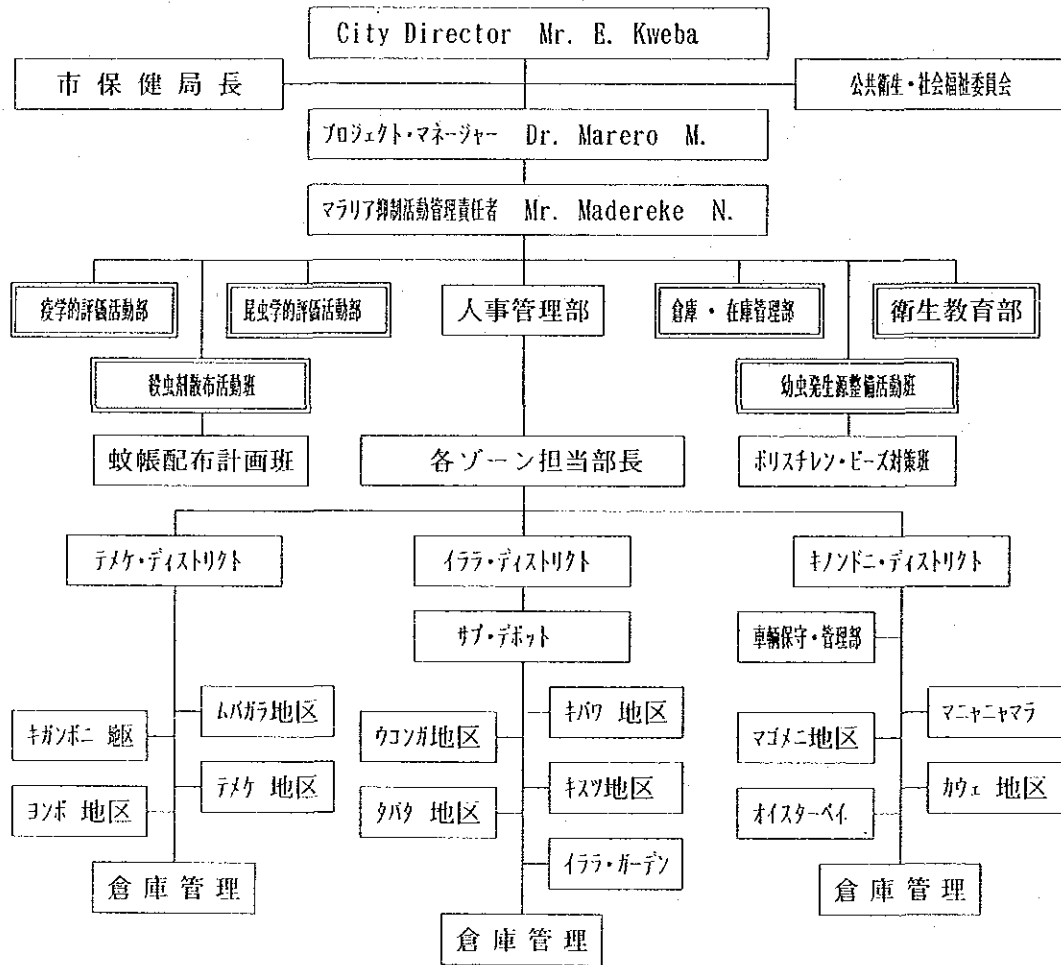 City Director Mr. E. Kweba
市保健局長
公共衛生・社会福祉委員会
プロジェクト・マネージャー Dr. Marero M.
マラリア抑制活動管理責任者 Mr. Madereke N.
疫学的評価活動部
昆虫学的評価活動部
人事管理部
倉庫・在庫管理部
衛生教育部
殺虫剤散布活動班
幼虫発生源整備活動班
蚊帳配布計画班
各ゾーン担当部長
ポリスチレン・ビーズ対策班
テメケ・ディストリクト
イララ・ディストリクト
キノンドニ・ディストリクト
サブ・デポット
車輌保守・管理部
ムバガラ地区
キバワ 地区
マニャニャマラ
キガンボニ 地区
ウコンガ地区
マゴメニ地区
テメケ 地区
キスツ地区
カウェ 地区
ヨンボ 地区
タバタ 地区
オイスターベイ
イララ・ガーデン
倉庫管理
倉庫管理
倉庫管理